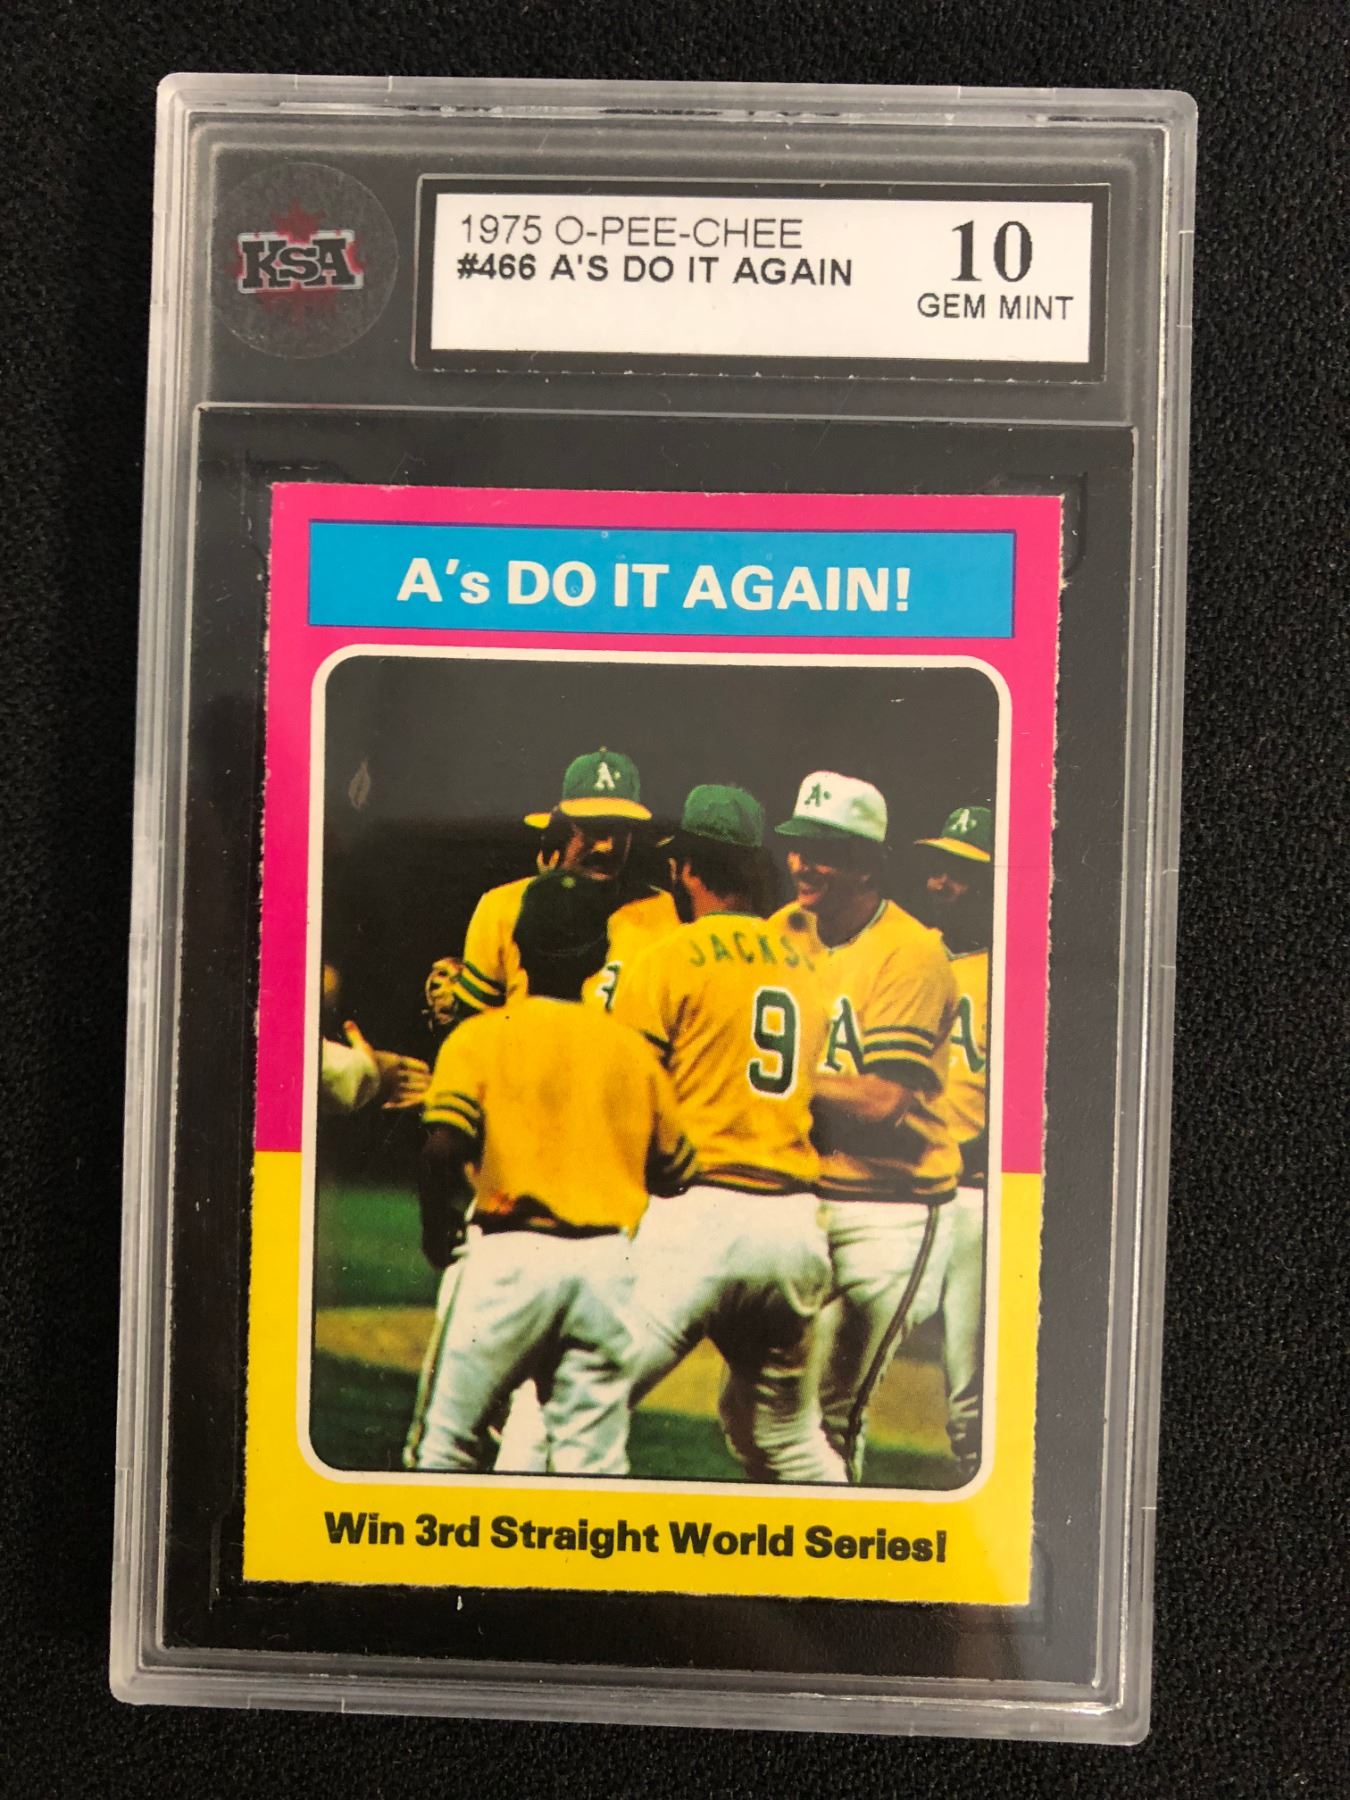 KSA
1975 O-PEE-CHEE
#466 A'S DO IT AGAIN
10
GEM MINT
A's DO IT AGAIN!
A's
A's
A's
JACKSO
9
A
A
Win 3rd Straight World Series!